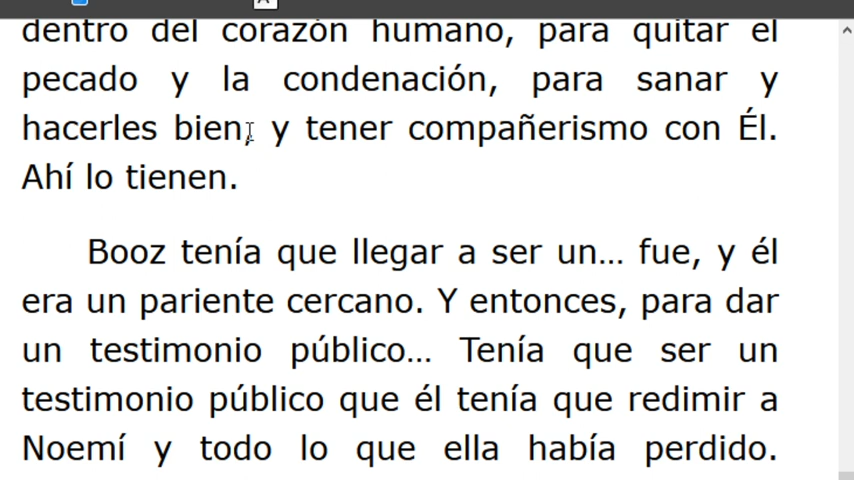 dentro del corazón humano, para quitar el
pecado y la condenación, para sanar y
hacerles bien, y tener compañerismo con Él.
Ahí lo tienen.
Booz tenía que llegar a ser un... fue, y él
era un pariente cercano. Y entonces, para dar
un testimonio público... Tenía que ser un
testimonio público que él tenía que redimir a
Noemí y todo lo que ella había perdido.